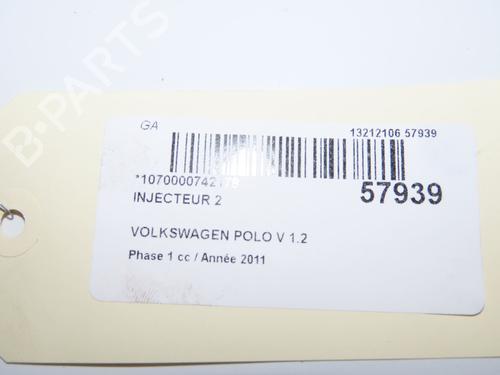 GA
13212106 57939
*1070000742179
57939
INJECTEUR 2
VOLKSWAGEN POLO V 1.2
Phase 1 cc / Année 2011
B-PARTS